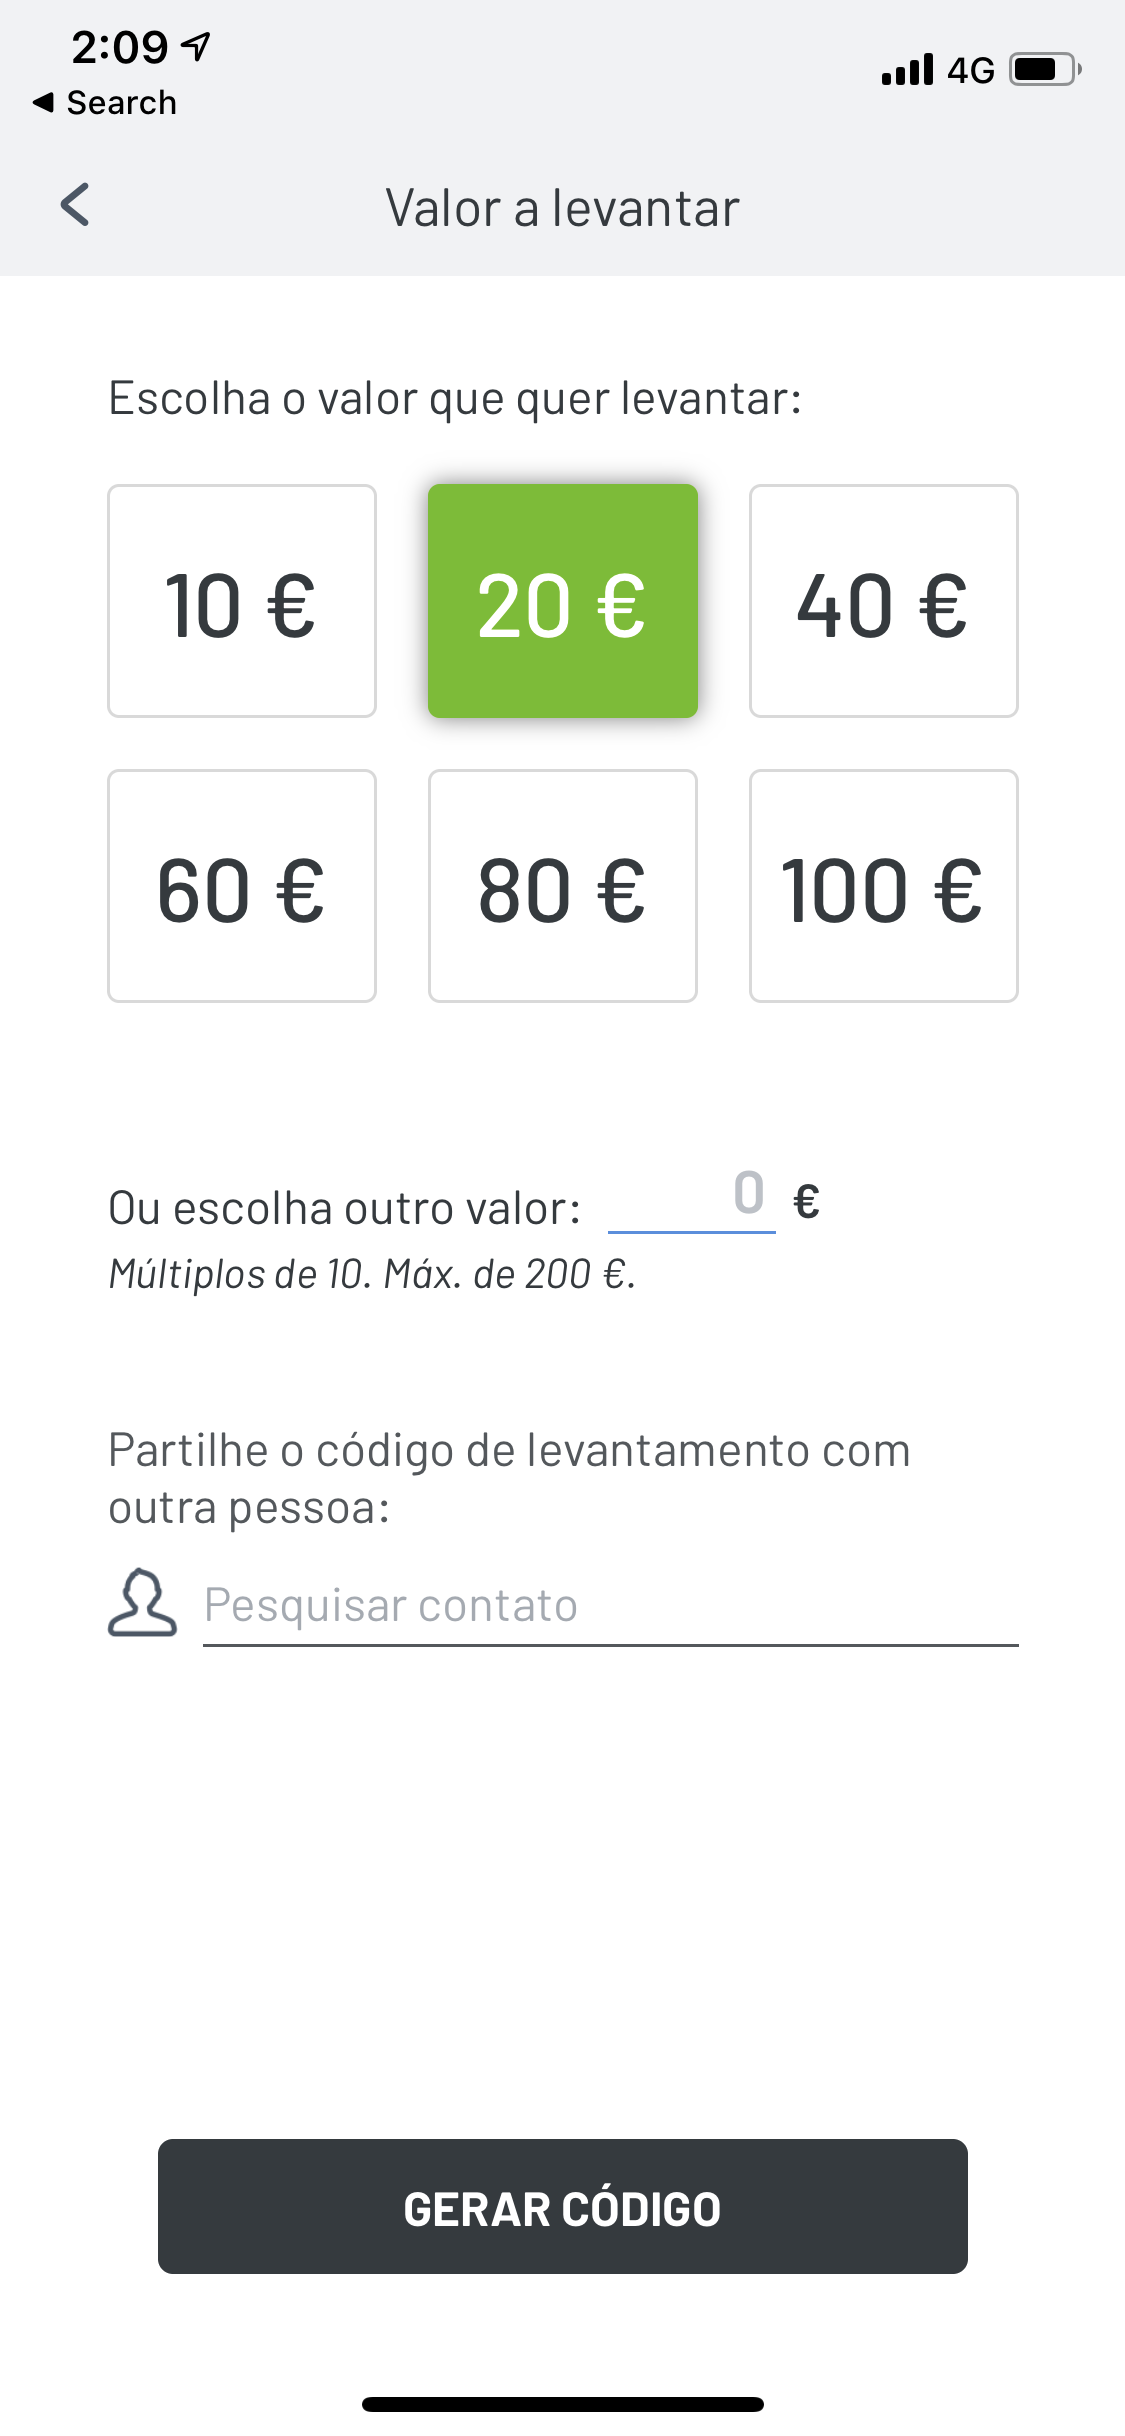 2:09
4G
Search
Valor a levantar
Escolha o valor que quer levantar:
10 €
20 €
40 €
60 €
80 €
100 €
Ou escolha outro valor: 0 €
Múltiplos de 10. Máx. de 200 €.
Partilhe o código de levantamento com
outra pessoa:
Pesquisar contato
GERAR CÓDIGO